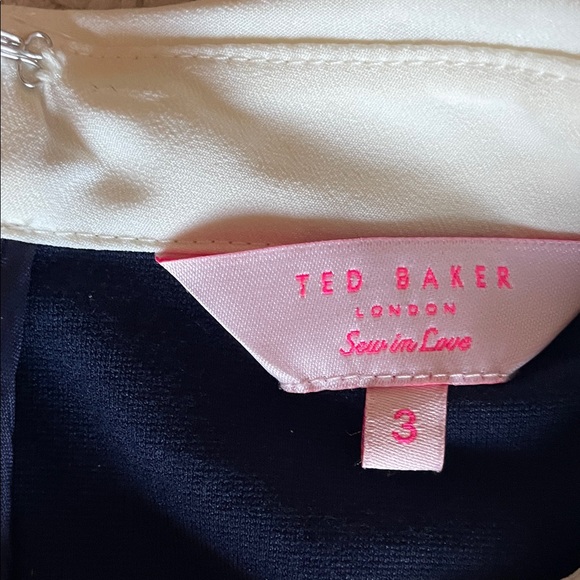 TED BAKER
LONDON
Sew in Love
3